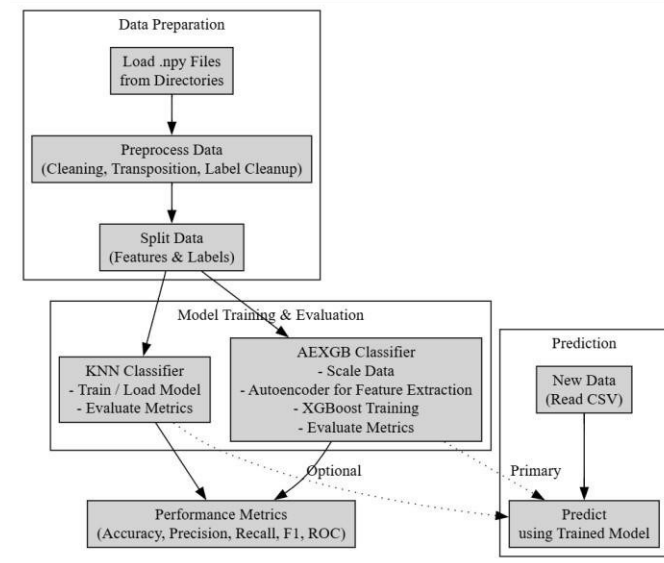 Data Preparation
Load .npy Files
from Directories
Preprocess Data
(Cleaning, Transposition, Label Cleanup)
Split Data
(Features & Labels)
Model Training & Evaluation
KNN Classifier
- Train / Load Model
- Evaluate Metrics
AEXGB Classifier
- Scale Data
- Autoencoder for Feature Extraction
- XGBoost Training
- Evaluate Metrics
Prediction
New Data
(Read CSV)
Optional
Primary
Performance Metrics
(Accuracy, Precision, Recall, F1, ROC)
Predict
using Trained Model